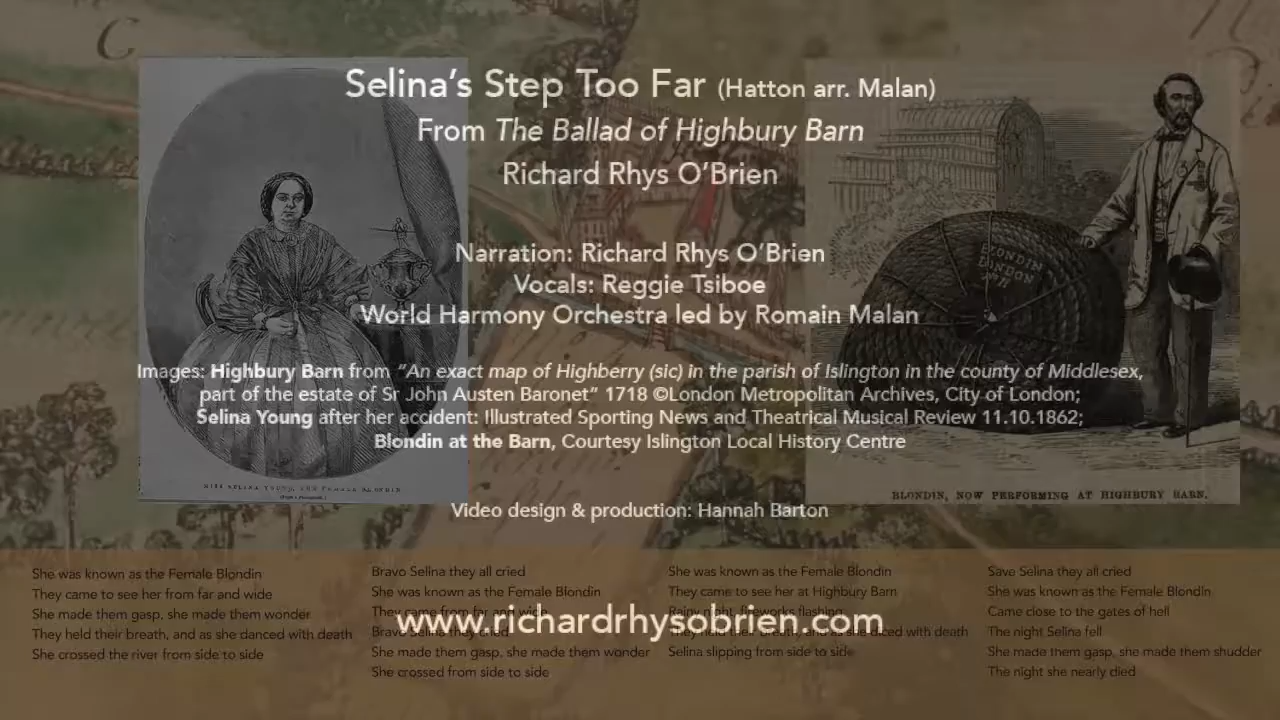 C
Selina's Step Too Far (Hatton arr. Malan)
From The Ballad of Highbury Barn
Richard Rhys O'Brien
Narration: Richard Rhys O'Brien
Vocals: Reggie Tsiboe
World Harmony Orchestra led by Romain Malan
Images: Highbury Barn from "An exact map of Highberry (sic) in the parish of Islington in the county of Middlesex,
part of the estate of Sr John Austen Baronet" 1718 ©London Metropolitan Archives, City of London;
Selina Young after her accident: Illustrated Sporting News and Theatrical Musical Review 11.10.1862;
Blondin at the Barn, Courtesy Islington Local History Centre
BLONDIN
LONDON
MISS SELINA YOUNG, THE FEMALE BLONDIN
BLONDIN, NOW PERFORMING AT HIGHBURY BARN.
Video design & production: Hannah Barton
She was known as the Female Blondin
They came to see her from far and wide
She made them gasp, she made them wonder
They held their breath, and as she danced with death
She crossed the river from side to side
Bravo Selina they all cried
She was known as the Female Blondin
They came from far and wide
Bravo Selina they cried
She made them gasp, she made them wonder
She crossed from side to side
She was known as the Female Blondin
They came to see her at Highbury Barn
Rainy night, fireworks flashing
They held their breath, and as she diced with death
Selina slipping from side to side
Save Selina they all cried
She was known as the Female Blondin
Came close to the gates of hell
The night Selina fell
She made them gasp, she made them shudder
The night she nearly died
www.richardrhysobrien.com